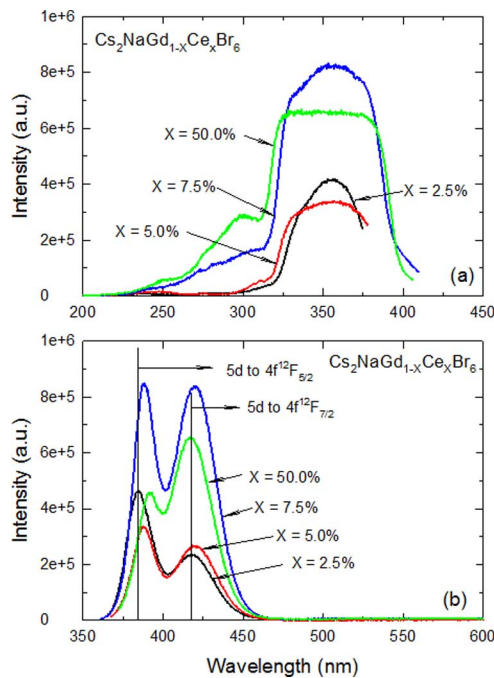 1e+6
(a)
Cs₂NaGd₁₋ₓCeₓBr₆
8e+5
6e+5
X = 50.0%
4e+5
X = 7.5%
X = 2.5%
2e+5
X = 5.0%
0
Intensity (a.u.)
(a)
200 250 300 350 400 450
1e+6
Cs₂NaGd₁₋ₓCeₓBr₆
5d to 4f¹²F₅/₂
8e+5
5d to 4f¹²F₇/₂
6e+5
X = 50.0%
X = 7.5%
4e+5
X = 5.0%
2e+5
X = 2.5%
0
Intensity (a.u.)
(b)
350 400 450 500 550 600
Wavelength (nm)